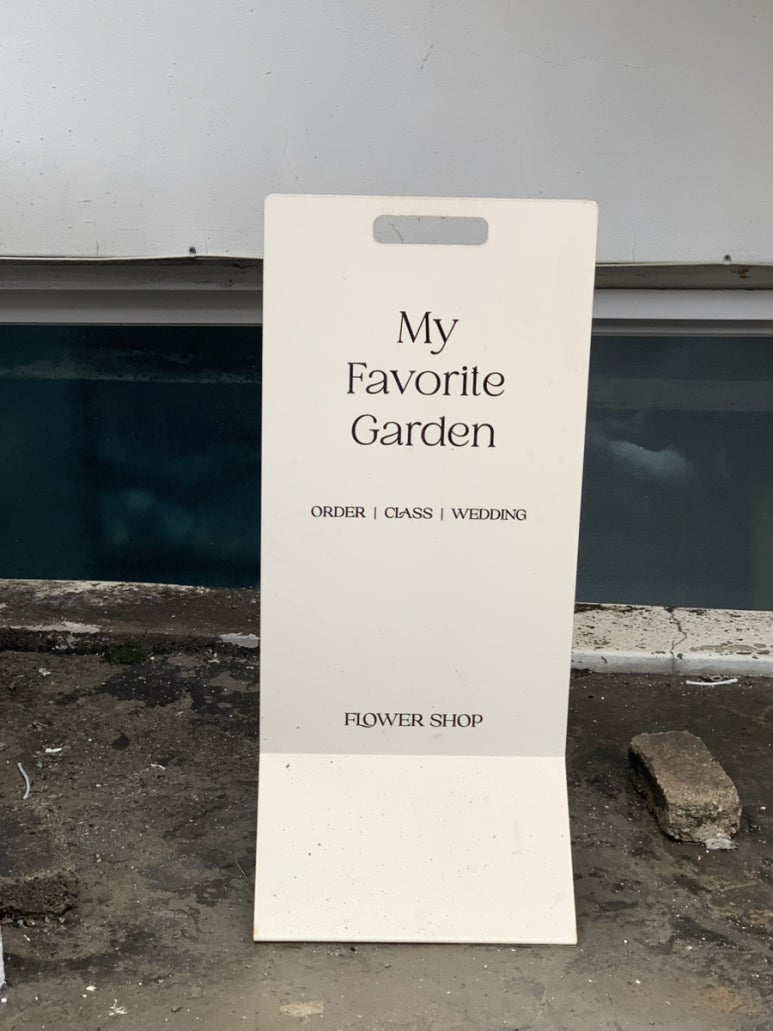 My
Favorite
Garden
ORDER | CLASS | WEDDING
FLOWER SHOP